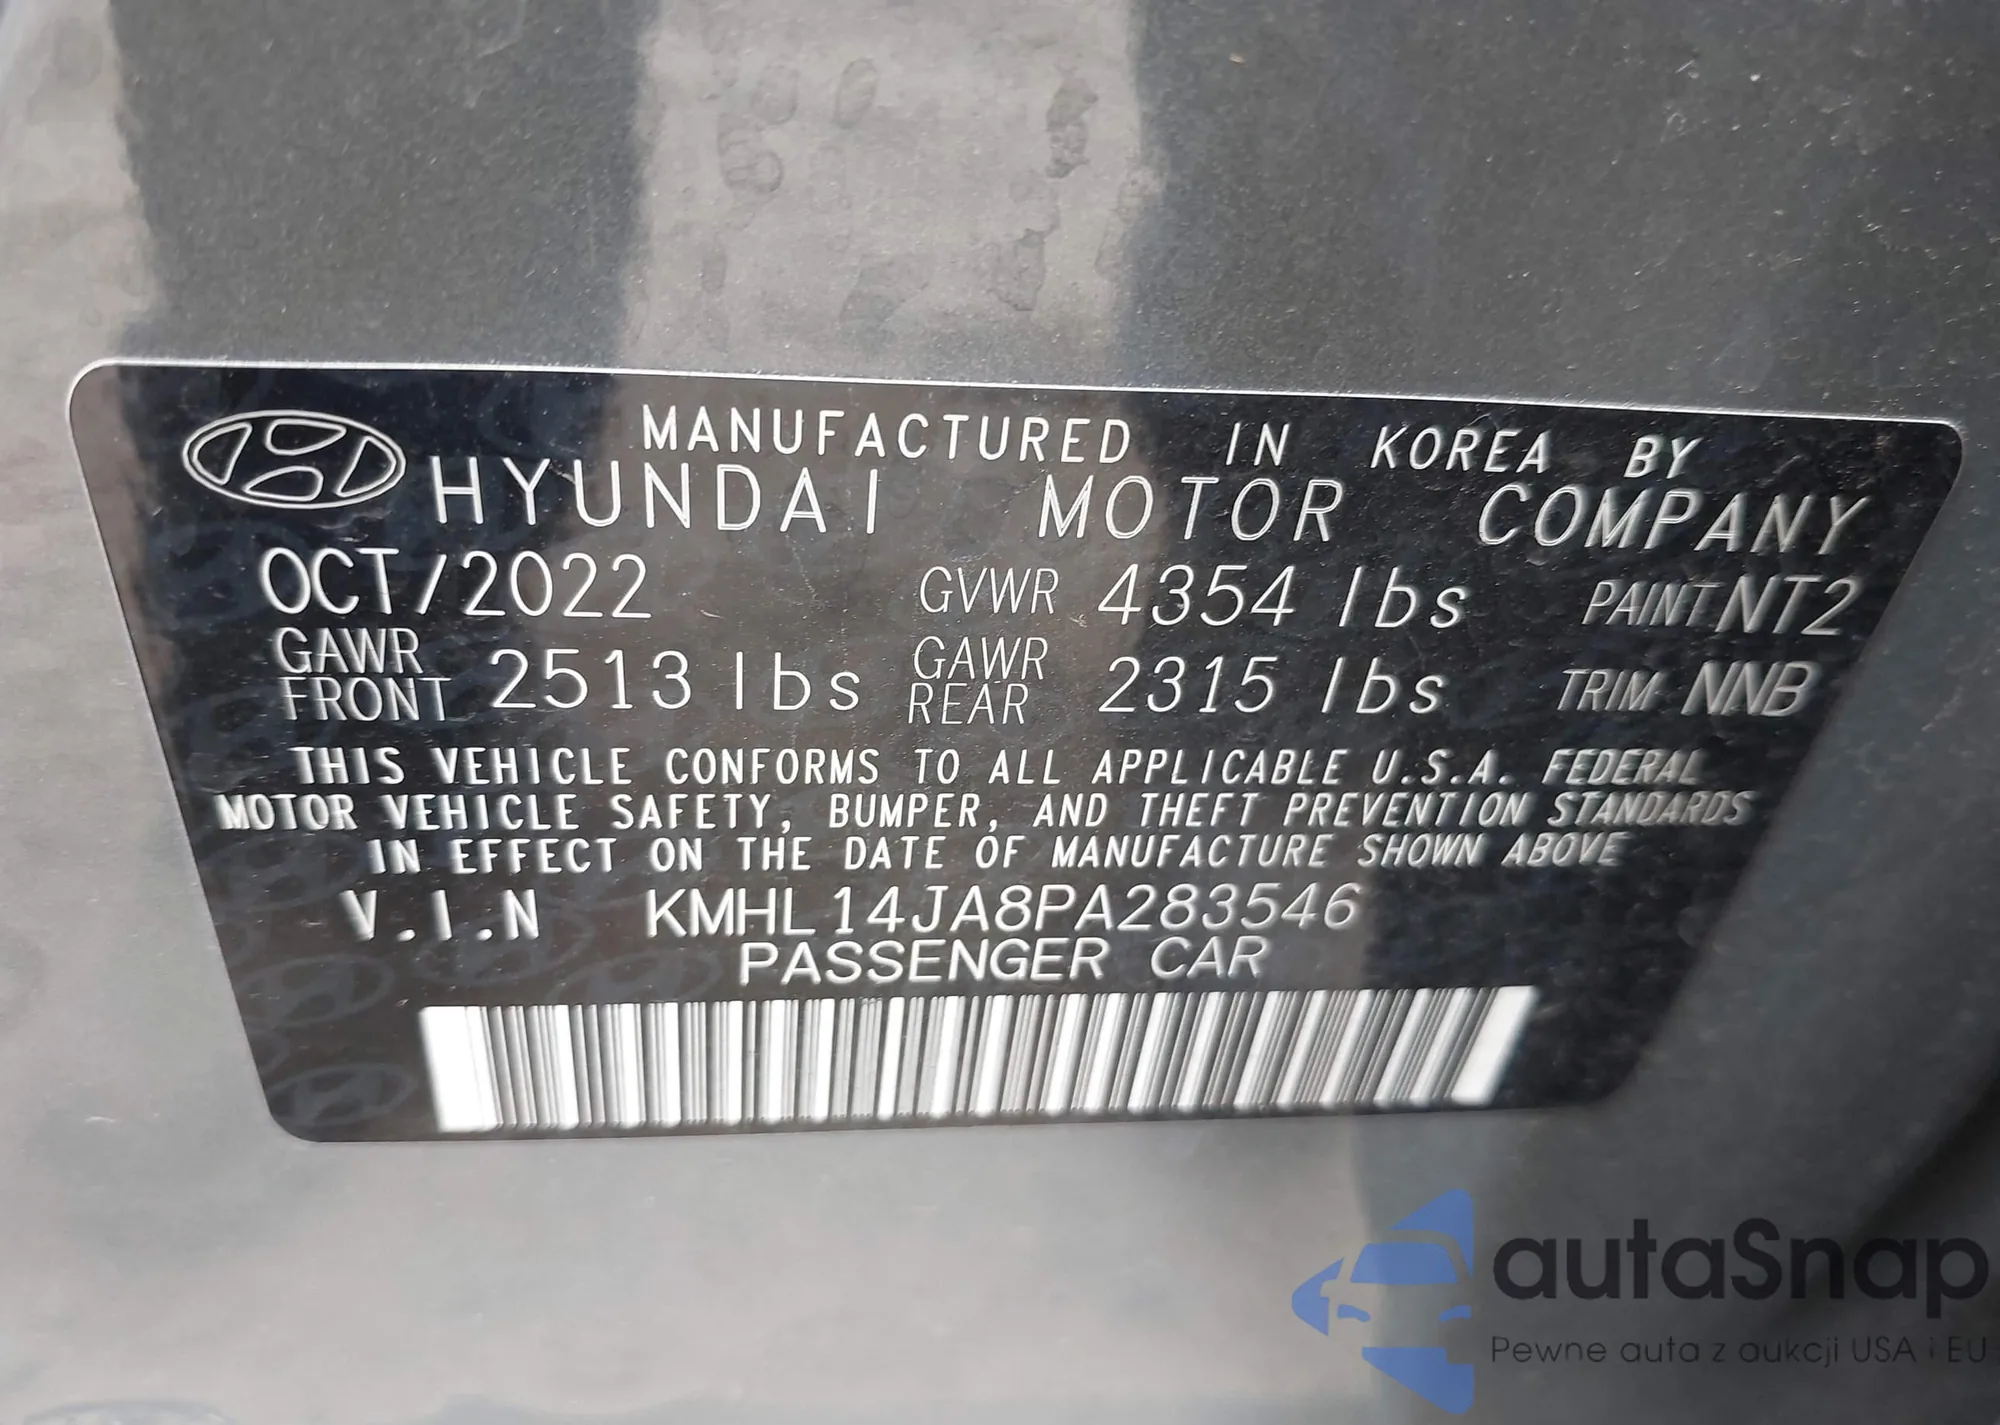 MANUFACTURED IN KOREA BY
HYUNDAI MOTOR COMPANY
OCT/2022 GVWR 4354 lbs PAINT NT2
GAWR FRONT 2513 lbs GAWR REAR 2315 lbs TRIM NNB
THIS VEHICLE CONFORMS TO ALL APPLICABLE U.S.A. FEDERAL
MOTOR VEHICLE SAFETY, BUMPER, AND THEFT PREVENTION STANDARDS
IN EFFECT ON THE DATE OF MANUFACTURE SHOWN ABOVE
V.I.N KMHL14JA8PA283546
PASSENGER CAR
autaSnap
Pewne auta z aukcji USA i EU